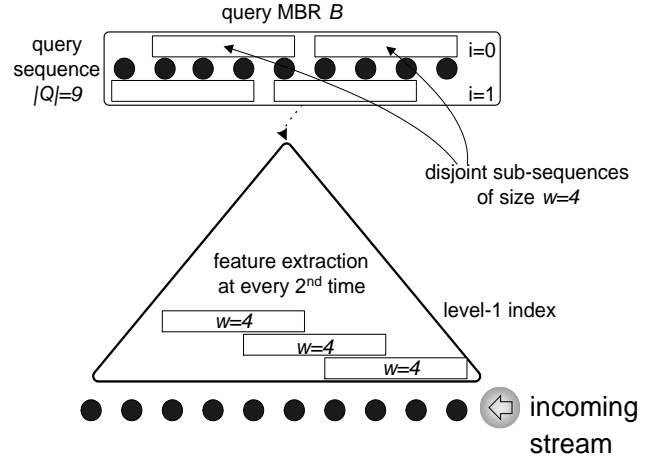 query MBR B
query
sequence
|Q|=9
i=0
i=1
disjoint sub-sequences
of size w=4
feature extraction
at every 2nd time
level-1 index
w=4
w=4
w=4
incoming
stream